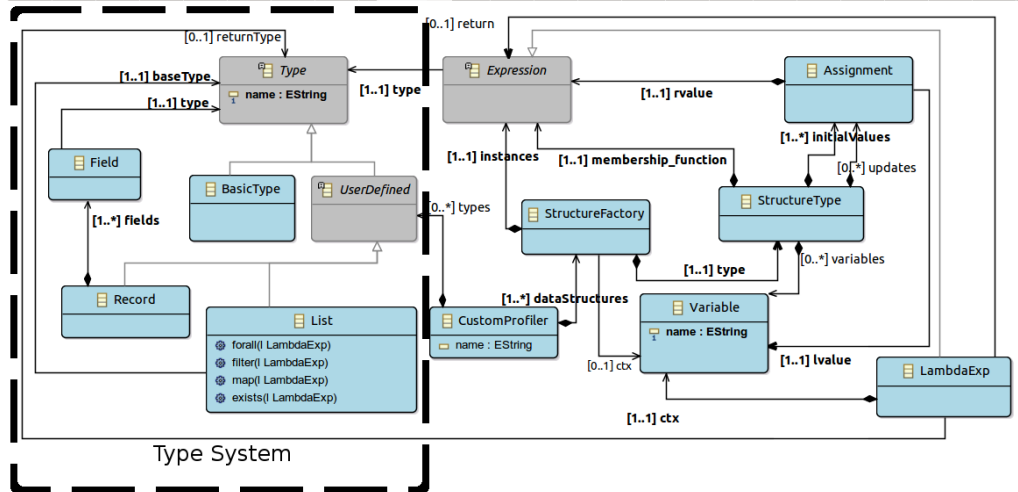 [0..1] return
[0..1] returnType
Type
name : EString
Expression
Assignment
[1..1] baseType
[1..1] type
[1..1] type
[1..1] rvalue
[1..*] initialValues
Field
[1..1] instances
[1..1] membership_function
[0..*] updates
BasicType
UserDefined
[0..*] types
StructureFactory
StructureType
[1..*] fields
[1..1] type
[0..*] variables
Record
[1..*] dataStructures
List
forall(l LambdaExp)
filter(l LambdaExp)
map(l LambdaExp)
exists(l LambdaExp)
CustomProfiler
name : EString
Variable
name : EString
[0..1] ctx
[1..1] lvalue
LambdaExp
[1..1] ctx
Type System